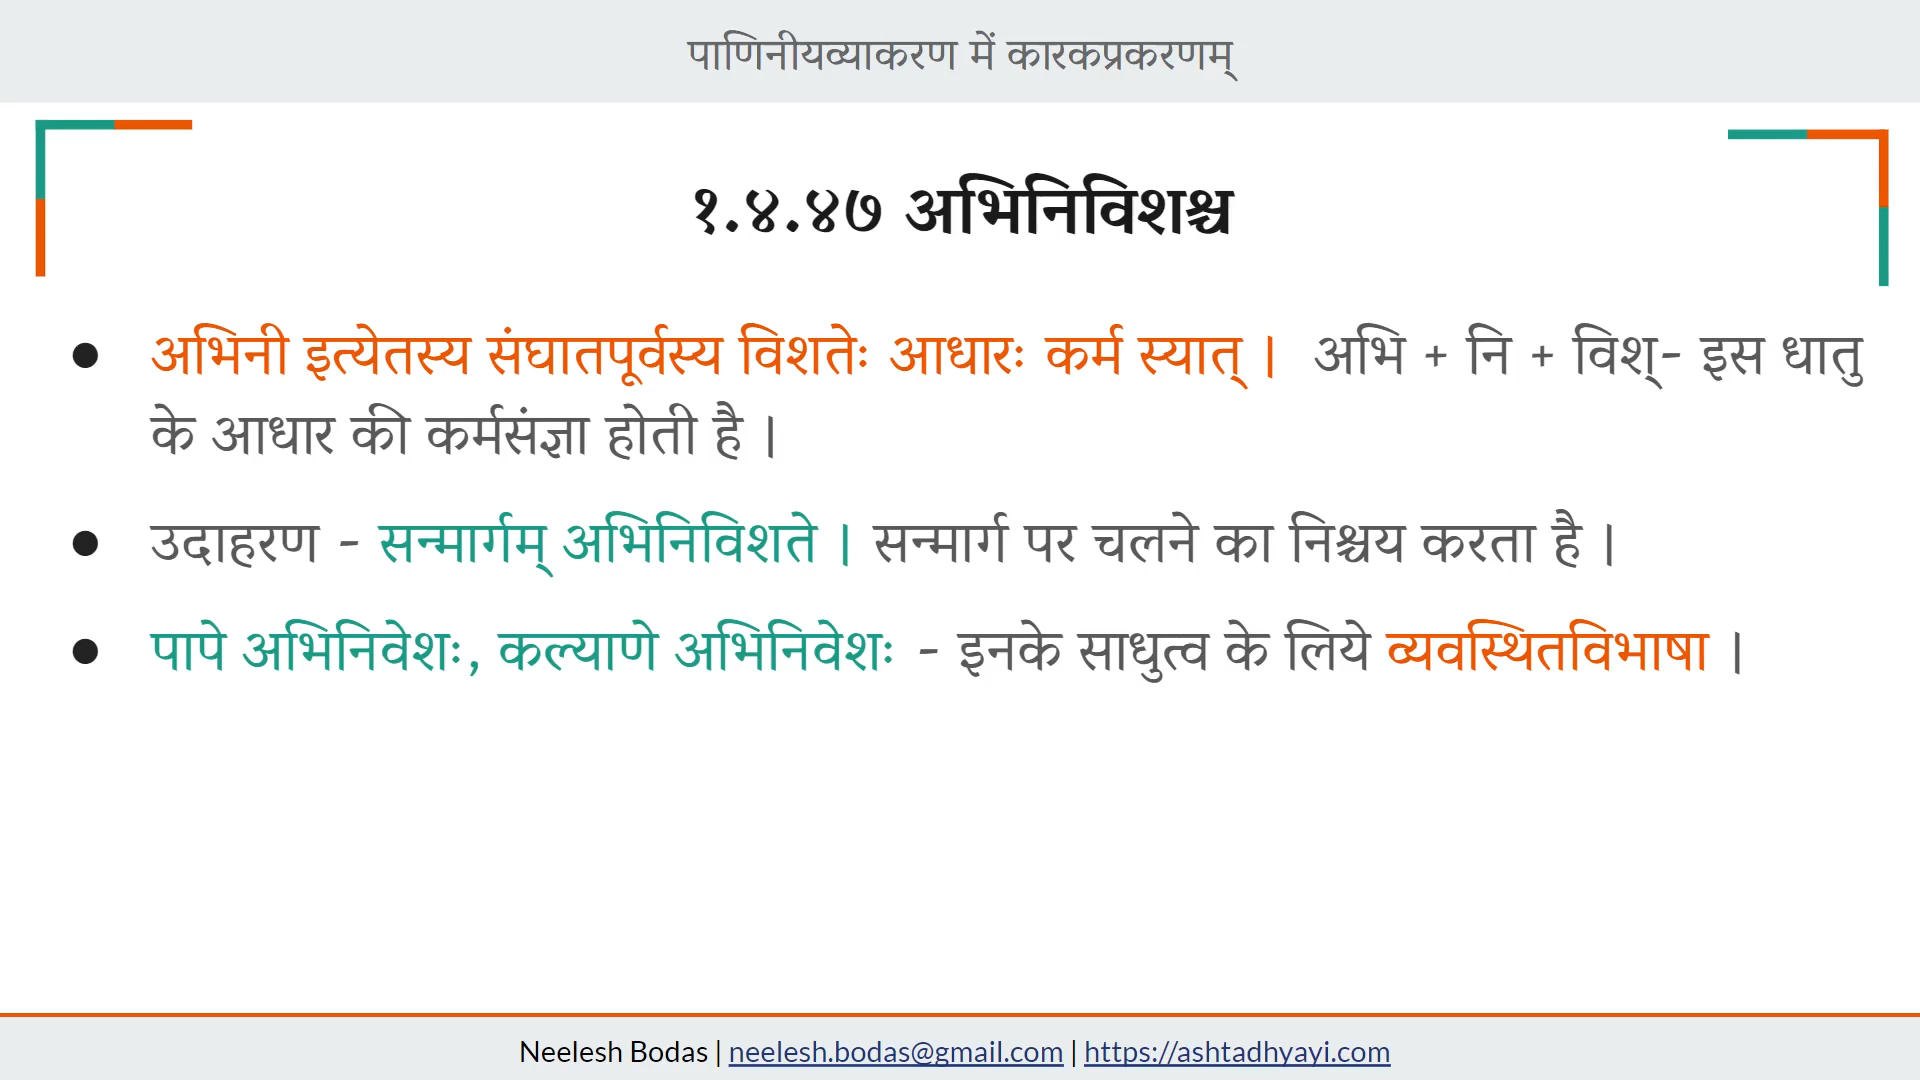 पाणिनीयव्याकरण में कारकप्रकरणम्
१.४.४७ अभिनिविशश्च
● अभिनी इत्येतस्य संघातपूर्वस्य विशतेः आधारः कर्म स्यात् । अभि + नि + विश्- इस धातु
के आधार की कर्मसंज्ञा होती है ।
● उदाहरण - सन्मार्गम् अभिनिविशते । सन्मार्ग पर चलने का निश्चय करता है ।
● पापे अभिनिवेशः, कल्याणे अभिनिवेशः - इनके साधुत्व के लिये व्यवस्थितविभाषा ।
Neelesh Bodas | neelesh.bodas@gmail.com | https://ashtadhyayi.com